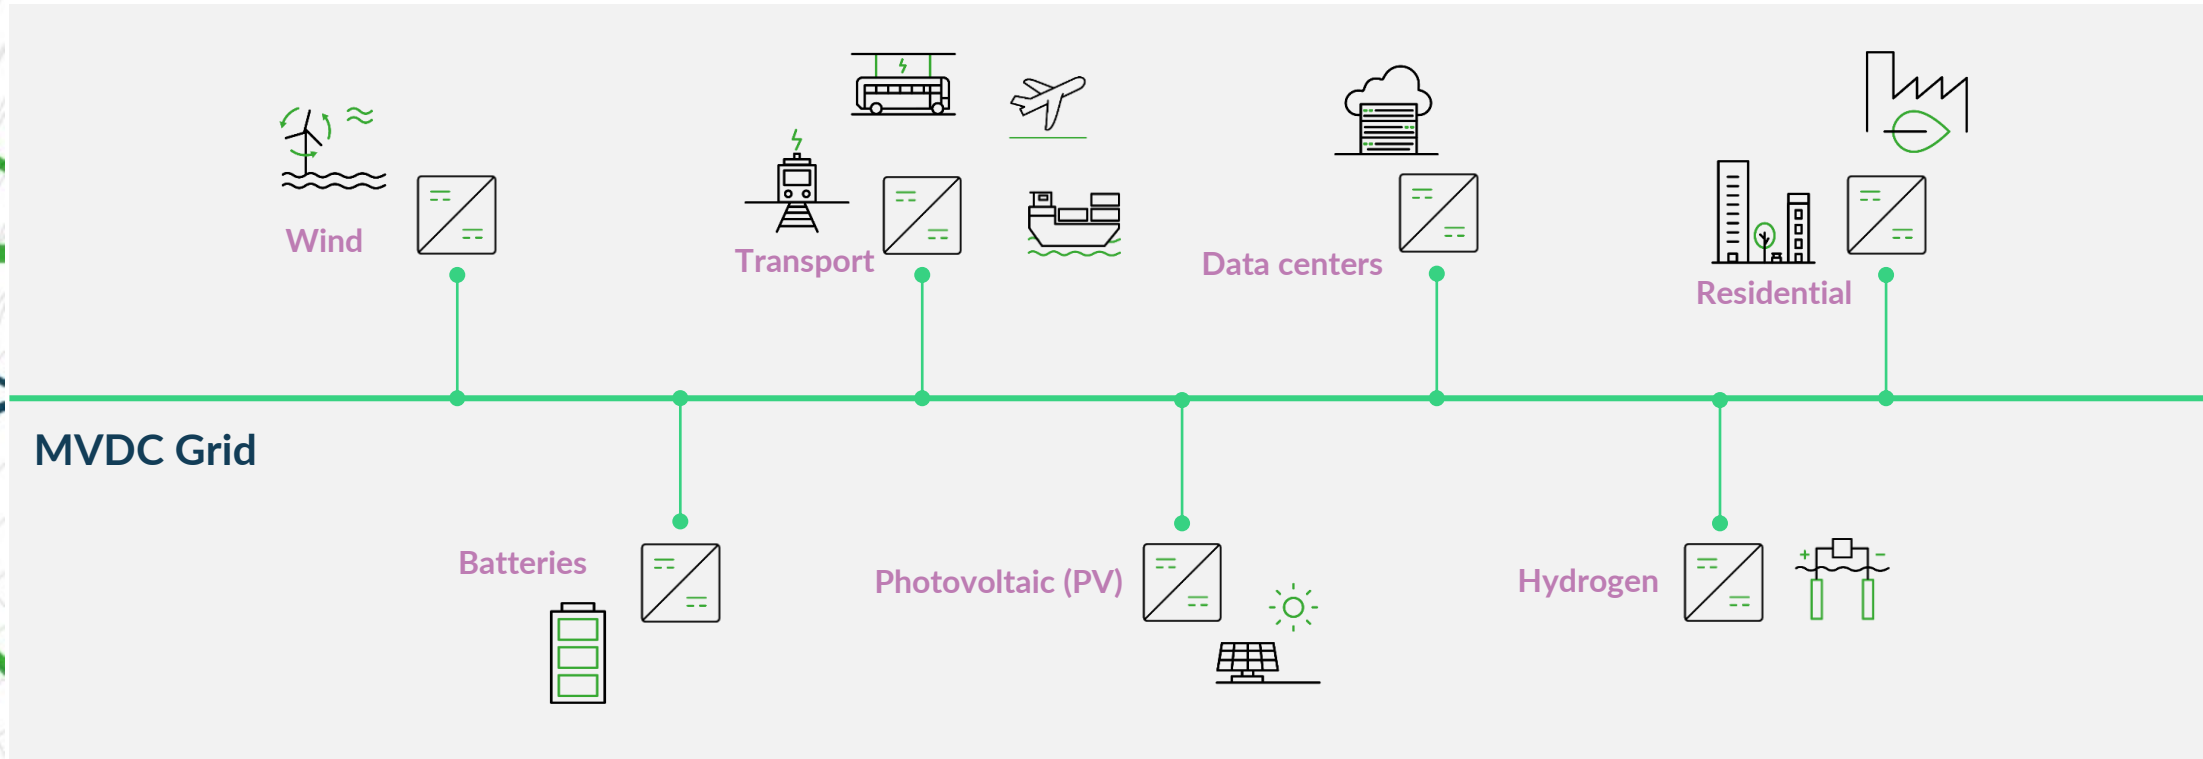 Wind
Transport
Data centers
Residential
MVDC Grid
Batteries
Photovoltaic (PV)
Hydrogen